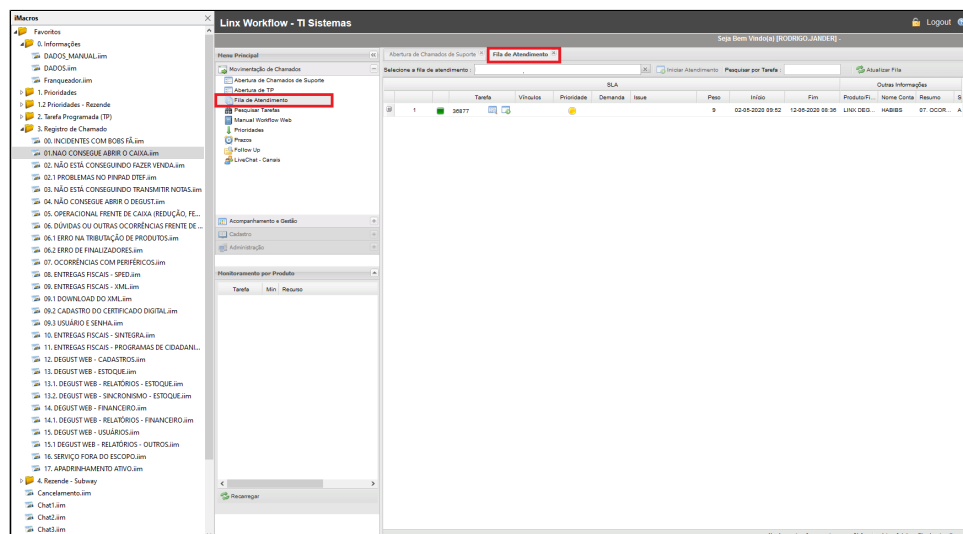 iMacros
Favoritos
0. Informações
DADOS_MANUAL.iim
DADOS.iim
Franqueador.iim
1. Prioridades
1.2 Prioridades - Rezende
2. Tarefa Programada (TP)
3. Registro de Chamado
00. INCIDENTES COM BOBS FÃ.iim
01.NAO CONSEGUE ABRIR O CAIXA.iim
02. NÃO ESTÁ CONSEGUINDO FAZER VENDA.iim
02.1 PROBLEMAS NO PINPAD DTEF.iim
03. NÃO ESTÁ CONSEGUINDO TRANSMITIR NOTAS.iim
04. NÃO CONSEGUE ABRIR O DEGUST.iim
05. OPERACIONAL FRENTE DE CAIXA (REDUÇÃO, FE...
06. DÚVIDAS OU OUTRAS OCORRÊNCIAS FRENTE DE ...
06.1 ERRO NA TRIBUTAÇÃO DE PRODUTOS.iim
06.2 ERRO DE FINALIZADORES.iim
07. OCORRÊNCIAS COM PERIFÉRICOS.iim
08. ENTREGAS FISCAIS - SPED.iim
09. ENTREGAS FISCAIS - XML.iim
09.1 DOWNLOAD DO XML.iim
09.2 CADASTRO DO CERTIFICADO DIGITAL.iim
09.3 USUÁRIO E SENHA.iim
10. ENTREGAS FISCAIS - SINTEGRA.iim
11. ENTREGAS FISCAIS - PROGRAMAS DE CIDADANI...
12. DEGUST WEB - CADASTROS.iim
13. DEGUST WEB - ESTOQUE.iim
13.1. DEGUST WEB - RELATÓRIOS - ESTOQUE.iim
13.2. DEGUST WEB - SINCRONISMO - ESTOQUE.iim
14. DEGUST WEB - FINANCEIRO.iim
14.1. DEGUST WEB - RELATÓRIOS - FINANCEIRO.iim
15. DEGUST WEB - USUÁRIOS.iim
15.1 DEGUST WEB - RELATÓRIOS - OUTROS.iim
16. SERVIÇO FORA DO ESCOPO.iim
17. APADRINHAMENTO ATIVO.iim
4. Rezende - Subway
Cancelamento.iim
Chat1.iim
Chat2.iim
Chat3.iim
Linx Workflow - TI Sistemas
Logout
Seja Bem Vindo(a) [RODRIGO.JANDER] -
Menu Principal
Movimentação de Chamados
Abertura de Chamados de Suporte
Abertura de TP
Fila de Atendimento
Pesquisar Tarefas
Manual Workflow Web
Prioridades
Prazos
Follow Up
LiveChat - Canais
Acompanhamento e Gestão
Cadastro
Administração
Monitoramento por Produto
Tarefa Min Recurso
Recarregar
Abertura de Chamados de Suporte Fila de Atendimento
Selecione a fila de atendimento : Iniciar Atendimento Pesquisar por Tarefa : Atualizar Fila
SLA Outras Informações
Tarefa Vínculos Prioridade Demanda Issue Peso Início Fim Produto/Fi... Nome Conta Resumo S
1 36877 9 02-05-2020 09:52 12-06-2020 08:36 LINX DEG... HABIBS 07. OCOR... A